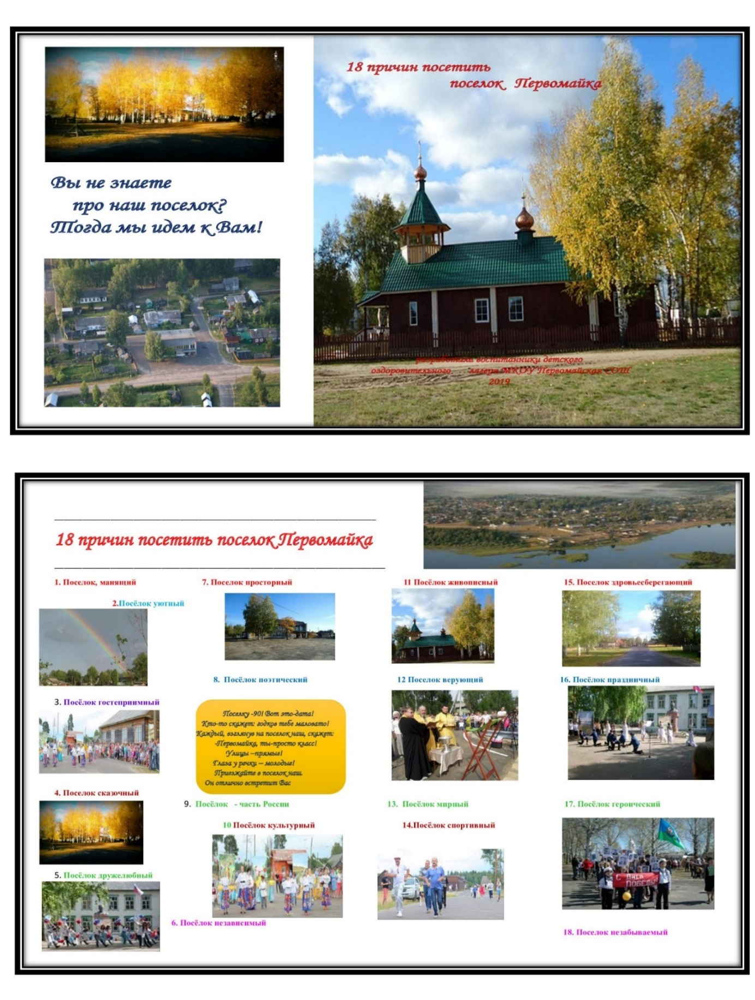 Вы не знаете
про наш поселок?
Тогда мы идем к Вам!
18 причин посетить
поселок Первомайка
разработали воспитанники детского
оздоровительного лагеря МКОУ Первомайская СОШ
2019
18 причин посетить поселок Первомайка
1. Поселок, манящий
2.Посёлок уютный
3. Посёлок гостеприимный
4. Поселок сказочный
5. Посёлок дружелюбный
6. Посёлок независимый
7. Поселок просторный
8. Посёлок поэтический
Поселку -90! Вот это-дата!
Кто-то скажет: годков тебе маловато!
Каждый, взглянув на поселок наш, скажет:
-Первомайка, ты-просто класс!
Улицы –прямые!
Глаза у речки – молодые!
Приезжайте в поселок наш.
Он отлично встретит Вас
9. Посёлок - часть России
10 Посёлок культурный
11 Посёлок живописный
12 Поселок верующий
13. Посёлок мирный
14.Посёлок спортивный
15. Поселок здровьесберегающий
16. Посёлок праздничный
17. Посёлок героический
С ДНЕМ
ПОБЕДЫ
18. Поселок незабываемый